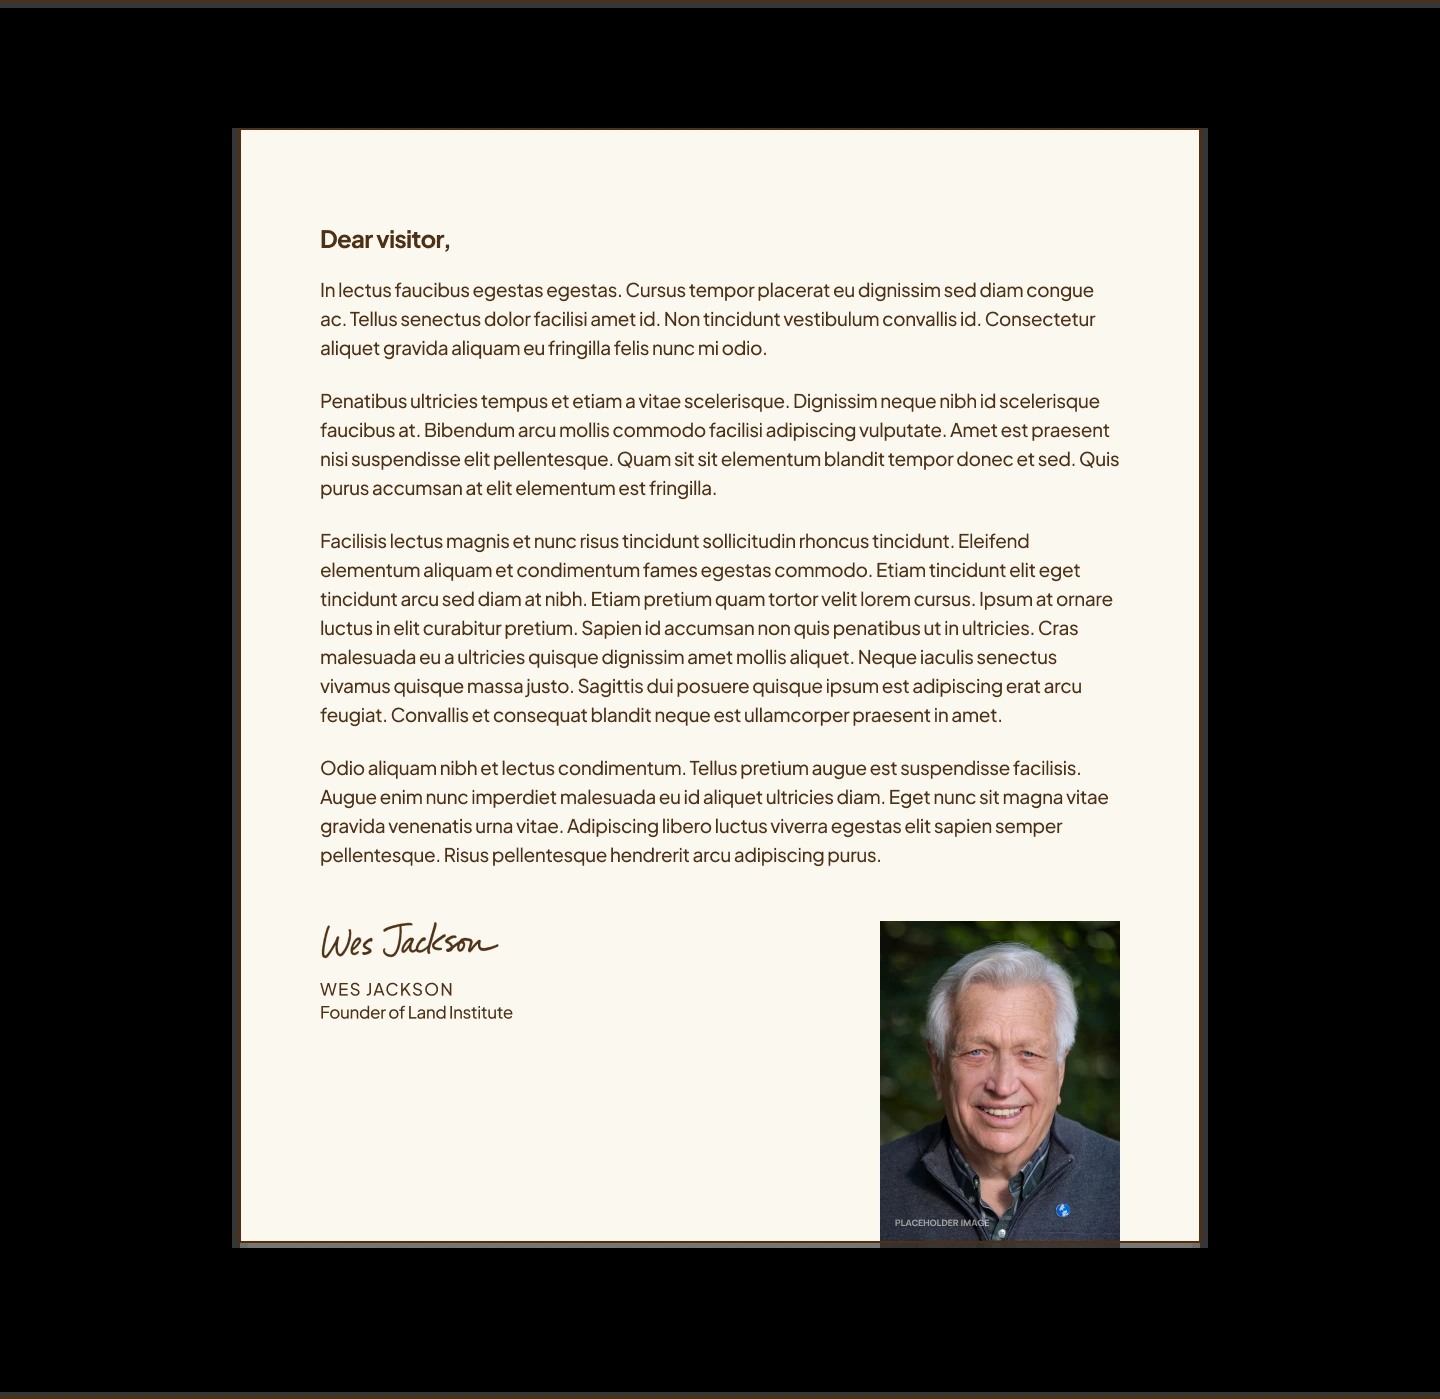 Dear visitor,
In lectus faucibus egestas egestas. Cursus tempor placerat eu dignissim sed diam congue
ac. Tellus senectus dolor facilisi amet id. Non tincidunt vestibulum convallis id. Consectetur
aliquet gravida aliquam eu fringilla felis nunc mi odio.
Penatibus ultricies tempus et etiam a vitae scelerisque. Dignissim neque nibh id scelerisque
faucibus at. Bibendum arcu mollis commodo facilisi adipiscing vulputate. Amet est praesent
nisi suspendisse elit pellentesque. Quam sit sit elementum blandit tempor donec et sed. Quis
purus accumsan at elit elementum est fringilla.
Facilisis lectus magnis et nunc risus tincidunt sollicitudin rhoncus tincidunt. Eleifend
elementum aliquam et condimentum fames egestas commodo. Etiam tincidunt elit eget
tincidunt arcu sed diam at nibh. Etiam pretium quam tortor velit lorem cursus. Ipsum at ornare
luctus in elit curabitur pretium. Sapien id accumsan non quis penatibus ut in ultricies. Cras
malesuada eu a ultricies quisque dignissim amet mollis aliquet. Neque iaculis senectus
vivamus quisque massa justo. Sagittis dui posuere quisque ipsum est adipiscing erat arcu
feugiat. Convallis et consequat blandit neque est ullamcorper praesent in amet.
Odio aliquam nibh et lectus condimentum. Tellus pretium augue est suspendisse facilisis.
Augue enim nunc imperdiet malesuada eu id aliquet ultricies diam. Eget nunc sit magna vitae
gravida venenatis urna vitae. Adipiscing libero luctus viverra egestas elit sapien semper
pellentesque. Risus pellentesque hendrerit arcu adipiscing purus.
Wes Jackson
WES JACKSON
Founder of Land Institute
PLACEHOLDER IMAGE